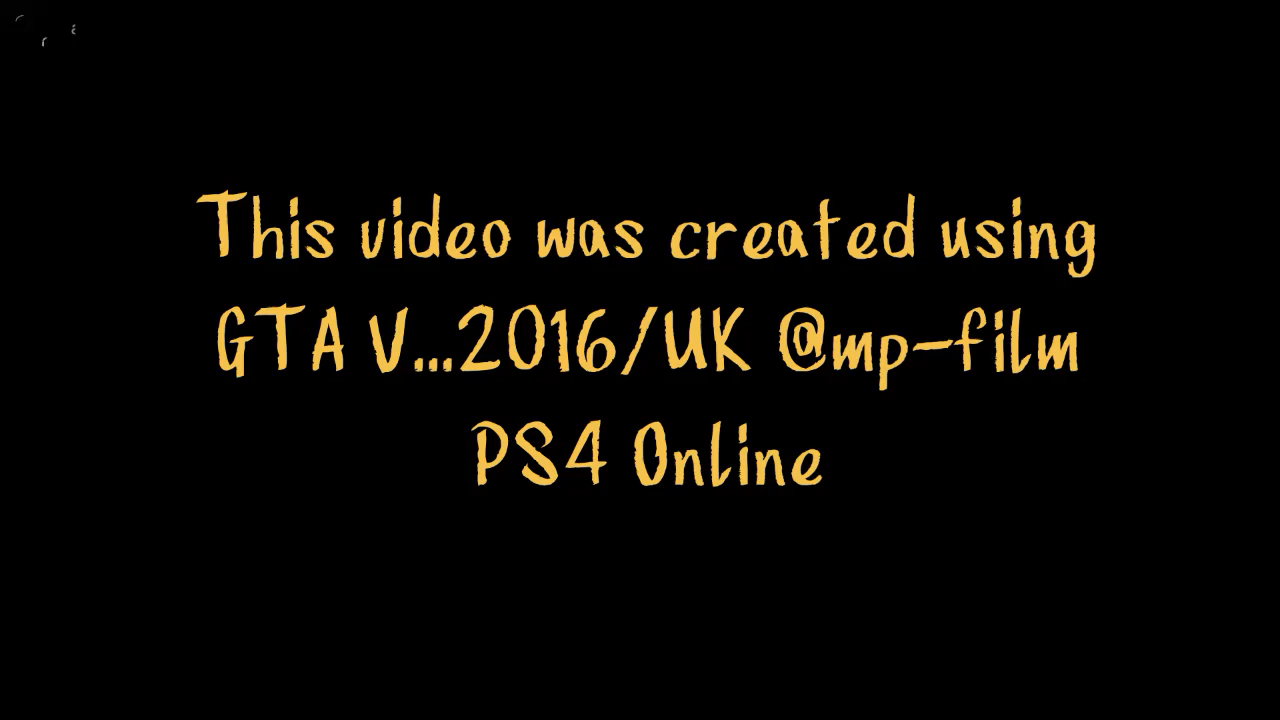 This video was created using
GTA V...2016/UK @mp-film
PS4 Online